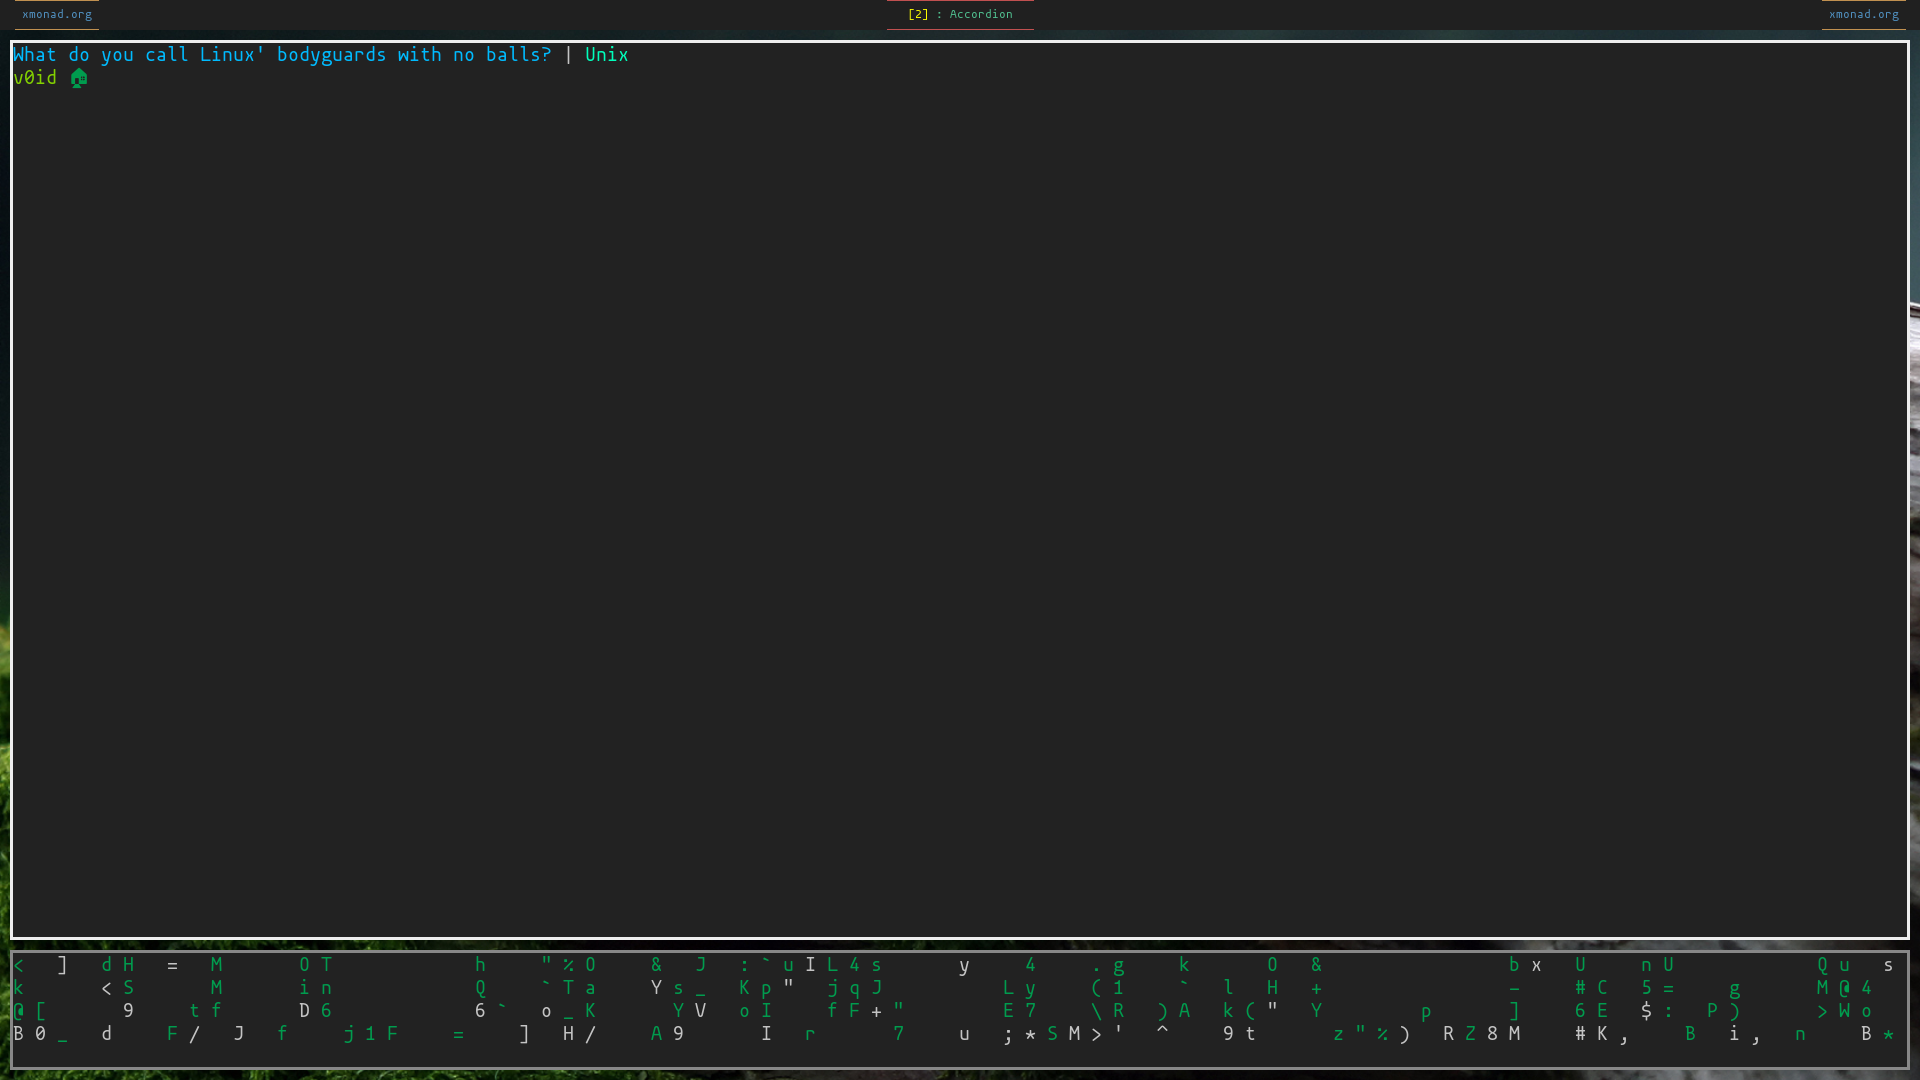 xmonad.org [2] : Accordion xmonad.org
What do you call Linux' bodyguards with no balls? | Unix
v0id
< ] d H = M O T h " % O & J : ` u I L 4 s y 4 . g k O & b x U n U Q u s
k < S M i n Q ` T a Y s _ K p " j q J L y ( 1 ` l H + - # C 5 = g M @ 4
@ [ 9 t f D 6 6 ` o _ K Y V o I f F + " E 7 \ R ) A k ( " Y p ] 6 E $ : P ) > W o
B 0 _ d F / J f j 1 F = ] H / A 9 I r 7 u ; * S M > ' ^ 9 t z " % ) R Z 8 M # K , B i , n B *